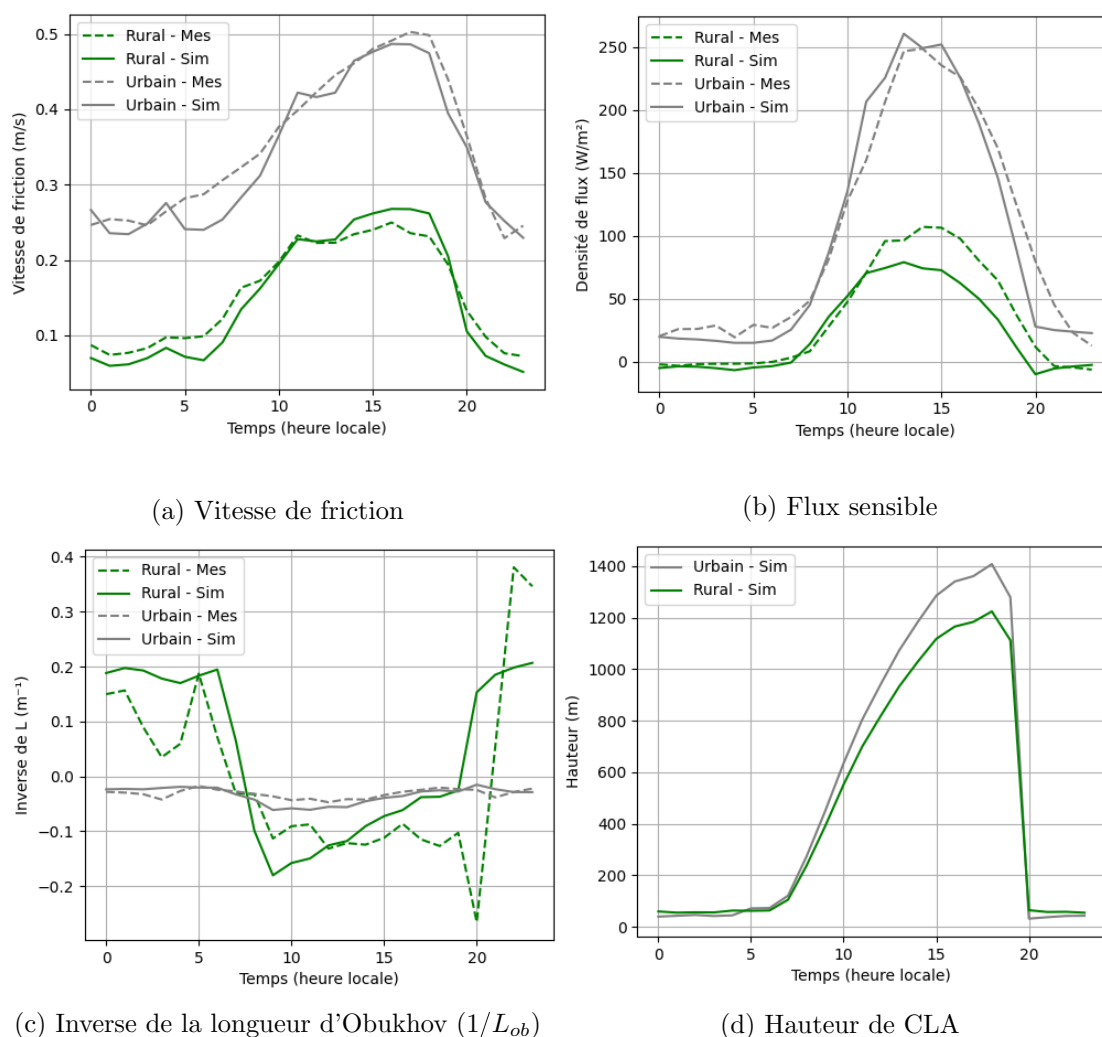 Rural - Mes
Rural - Sim
Urbain - Mes
Urbain - Sim
0.5
0.4
0.3
0.2
0.1
Vitesse de friction (m/s)
0 5 10 15 20
Temps (heure locale)
(a) Vitesse de friction
Rural - Mes
Rural - Sim
Urbain - Mes
Urbain - Sim
250
200
150
100
50
0
Densité de flux (W/m²)
0 5 10 15 20
Temps (heure locale)
(b) Flux sensible
Rural - Mes
Rural - Sim
Urbain - Mes
Urbain - Sim
0.4
0.3
0.2
0.1
0.0
−0.1
−0.2
Inverse de L (m⁻¹)
0 5 10 15 20
Temps (heure locale)
(c) Inverse de la longueur d'Obukhov (1/L_ob)
Urbain - Sim
Rural - Sim
1400
1200
1000
800
600
400
200
0
Hauteur (m)
0 5 10 15 20
Temps (heure locale)
(d) Hauteur de CLA